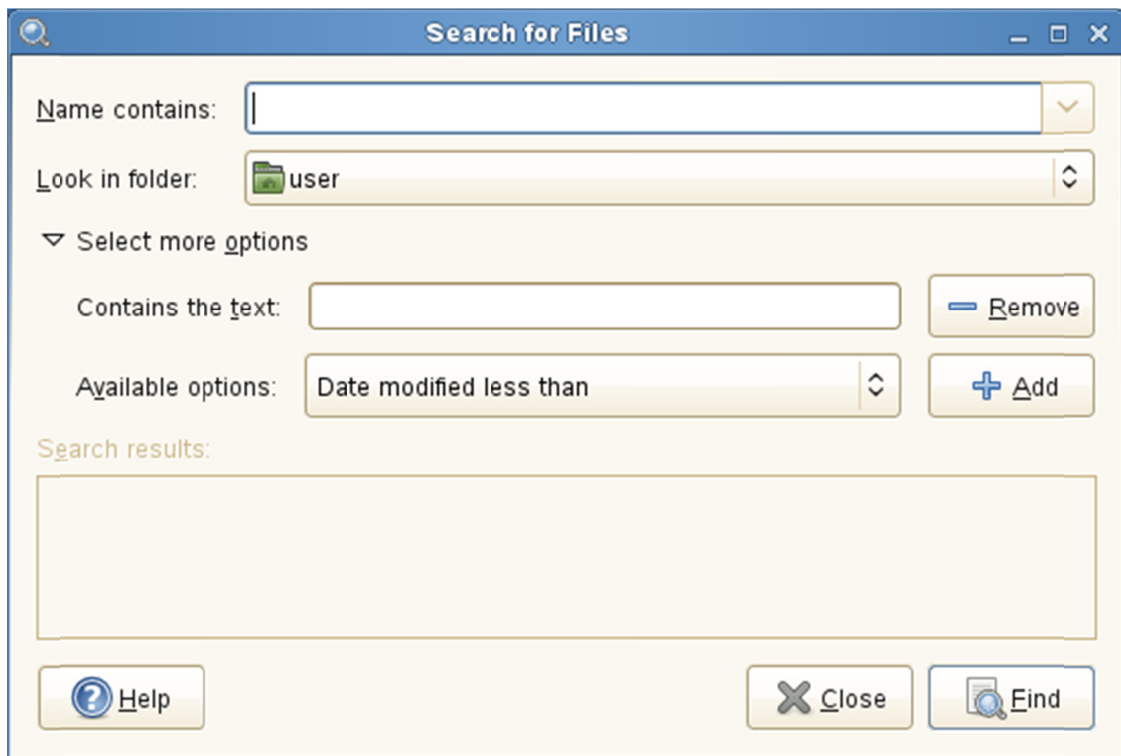 Search for Files
Name contains:
Look in folder: user
Select more options
Contains the text: Remove
Available options: Date modified less than Add
Search results:
Help Close Find